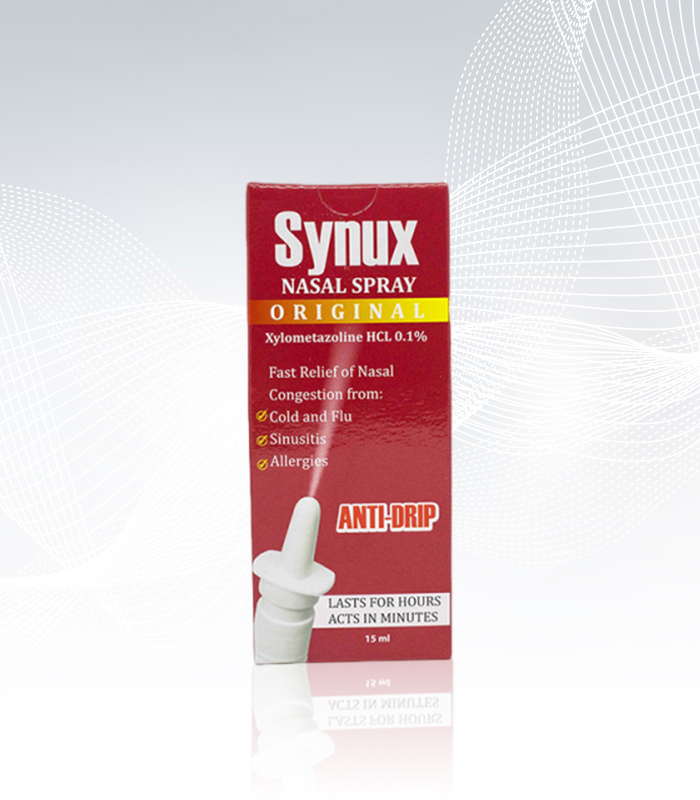 Synux
NASAL SPRAY
ORIGINAL
Xylometazoline HCL 0.1%
Fast Relief of Nasal
Congestion from:
Cold and Flu
Sinusitis
Allergies
ANTI-DRIP
LASTS FOR HOURS
ACTS IN MINUTES
15 ml